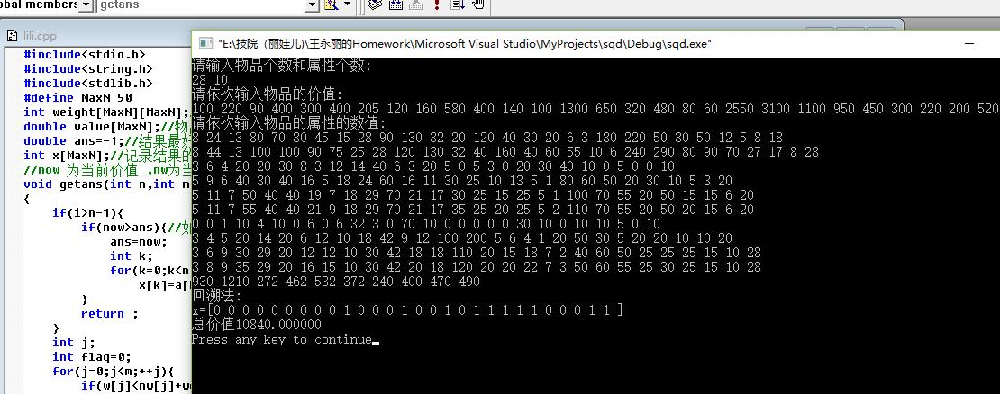 obal members
getans
lili.cpp
"E:\技院（丽娃儿)\王永丽的Homework\Microsoft Visual Studio\MyProjects\sqd\Debug\sqd.exe"
#include<stdio.h>
#include<string.h>
#include<stdlib.h>
#define MaxN 50
int weight[MaxN][MaxN];
double value[MaxN];//物
double ans=-1;//结果最好
int x[MaxN];//记录结果的
//now 为当前价值 ,nw为当
void getans(int n,int m
{
if(i>n-1){
if(now>ans){//如
ans=now;
int k;
for(k=0;k<n
x[k]=a[
}
return ;
}
int j;
int flag=0;
for(j=0;j<m;++j){
if(w[j]<nw[j]+we
请输入物品个数和属性个数:
28 10
请依次输入物品的价值:
100 220 90 400 300 400 205 120 160 580 400 140 100 1300 650 320 480 80 60 2550 3100 1100 950 450 300 220 200 520
请依次输入物品的属性的数值:
8 24 13 80 70 80 45 15 28 90 130 32 20 120 40 30 20 6 3 180 220 50 30 50 12 5 8 18
8 44 13 100 100 90 75 25 28 120 130 32 40 160 40 60 55 10 6 240 290 80 90 70 27 17 8 28
3 6 4 20 20 30 8 3 12 14 40 6 3 20 5 0 5 3 0 20 30 40 10 0 5 0 0 10
5 9 6 40 30 40 16 5 18 24 60 16 11 30 25 10 13 5 1 80 60 50 20 30 10 5 3 20
5 11 7 50 40 40 19 7 18 29 70 21 17 30 25 15 25 5 1 100 70 55 20 50 15 15 6 20
5 11 7 55 40 40 21 9 18 29 70 21 17 35 25 20 25 5 2 110 70 55 20 50 20 15 6 20
0 0 1 10 4 10 0 6 0 6 32 3 0 70 10 0 0 0 0 0 30 10 0 10 10 5 0 10
3 4 5 20 14 20 6 12 10 18 42 9 12 100 200 5 6 4 1 20 50 30 5 20 20 10 10 20
3 6 9 30 29 20 12 12 10 30 42 18 18 110 20 15 18 7 2 40 60 50 25 25 25 15 10 28
3 8 9 35 29 20 16 15 10 30 42 20 18 120 20 20 22 7 3 50 60 55 25 30 25 15 10 28
930 1210 272 462 532 372 240 400 470 490
回溯法:
x=[0 0 0 0 0 0 0 0 0 1 0 0 0 1 0 0 1 0 1 1 1 1 1 0 0 0 1 1 ]
总价值10840.000000
Press any key to continue